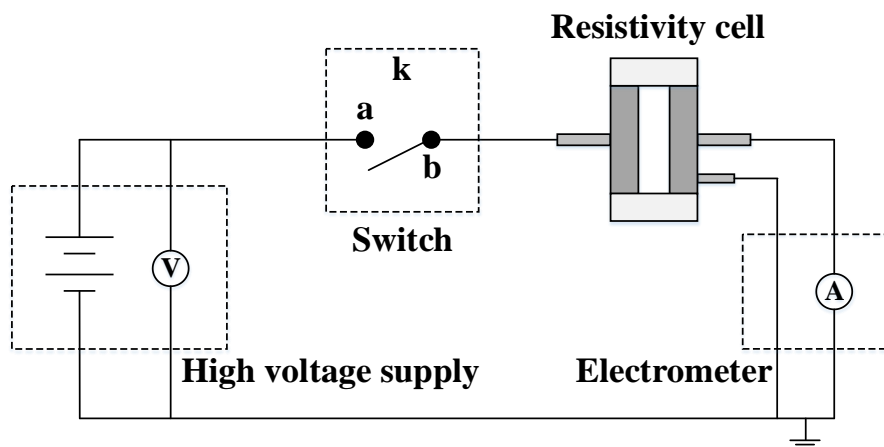 Resistivity cell
k
a
b
Switch
V
A
High voltage supply
Electrometer